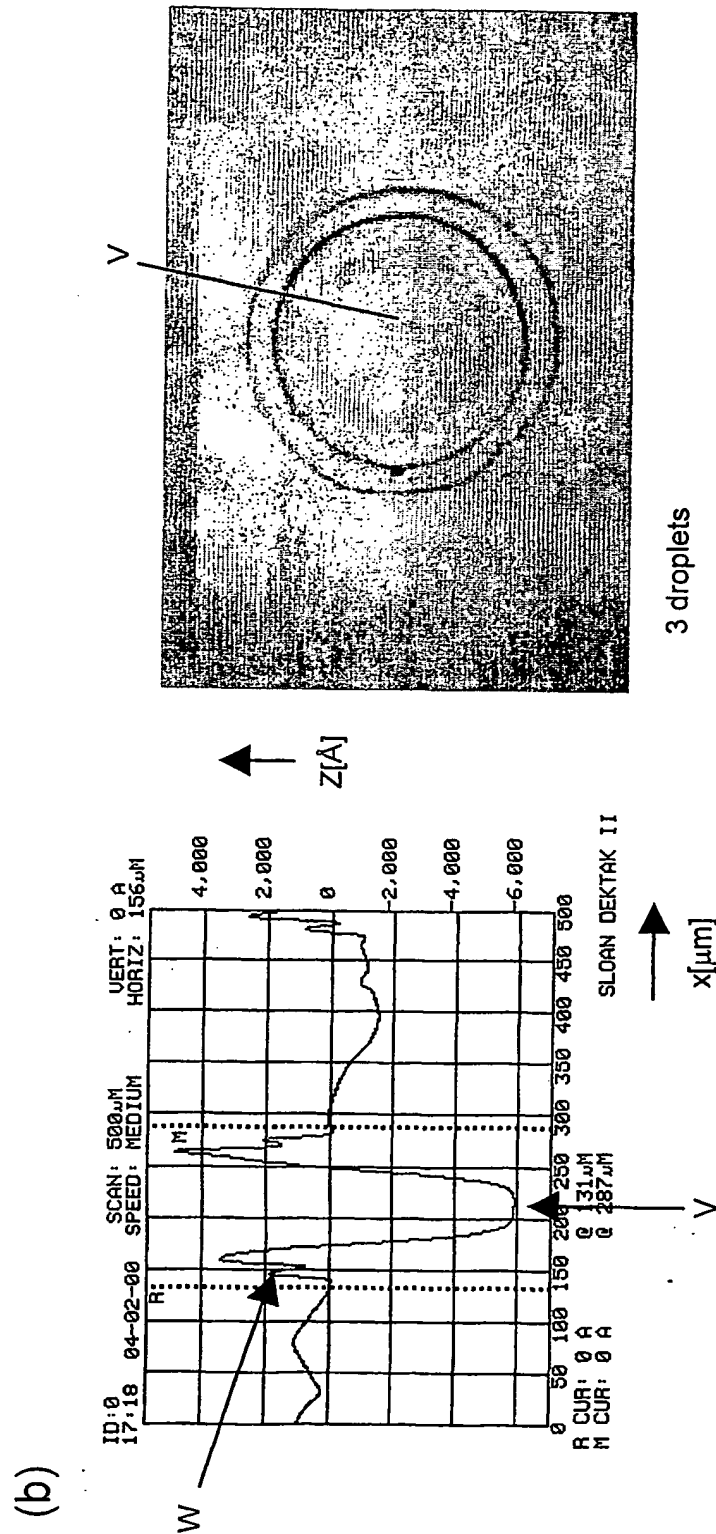 (b)
ID:0 SCAN: 500µM VERT: 0 A
17:18 04-02-00 SPEED: MEDIUM HORIZ: 156µM
R
M
W
4,000
2,000
0
-2,000
-4,000
-6,000
0 50 100 150 200 250 300 350 400 450 500
R CUR: 0 A @ 131µM
M CUR: 0 A @ 287µM
SLOAN DEKTAK II
V
x[µm]
Z[Å]
V
3 droplets